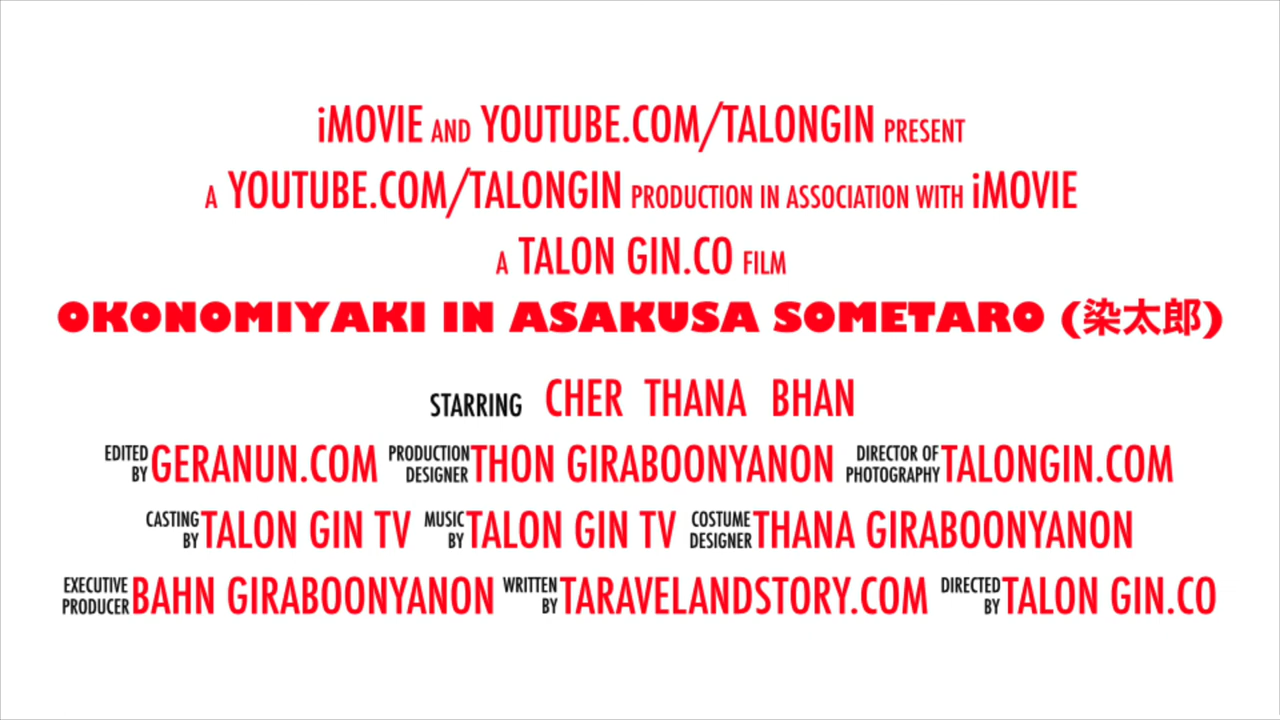 iMOVIE AND YOUTUBE.COM/TALONGIN PRESENT
A YOUTUBE.COM/TALONGIN PRODUCTION IN ASSOCIATION WITH iMOVIE
A TALON GIN.CO FILM
OKONOMIYAKI IN ASAKUSA SOMETARO (染太郎)
STARRING CHER THANA BHAN
EDITED BY GERANUN.COM PRODUCTION DESIGNER THON GIRABOONYANON DIRECTOR OF PHOTOGRAPHY TALONGIN.COM
CASTING BY TALON GIN TV MUSIC BY TALON GIN TV COSTUME DESIGNER THANA GIRABOONYANON
EXECUTIVE PRODUCER BAHN GIRABOONYANON WRITTEN BY TARAVELANDSTORY.COM DIRECTED BY TALON GIN.CO